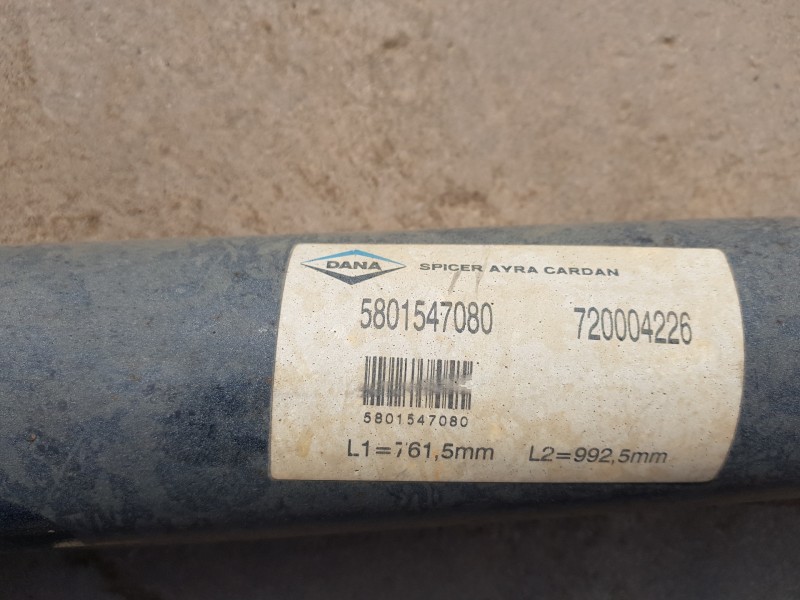 DANA SPICER AYRA CARDAN
5801547080 720004226
5801547080
L1=761,5mm L2=992,5mm